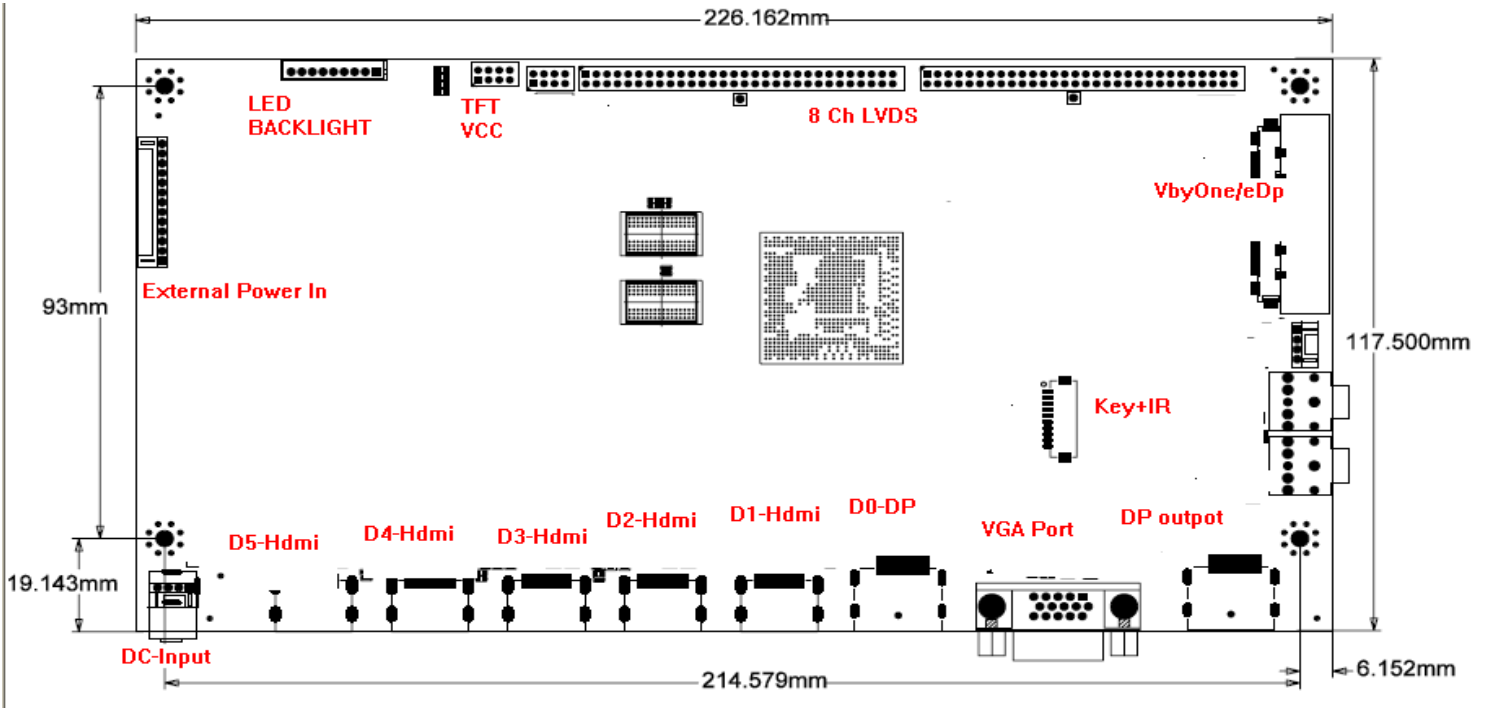 226.162mm
LED
BACKLIGHT
TFT
VCC
8 Ch LVDS
VbyOne/eDp
External Power In
93mm
117.500mm
Key+IR
D5-Hdmi
D4-Hdmi
D3-Hdmi
D2-Hdmi
D1-Hdmi
D0-DP
VGA Port
DP outpot
19.143mm
DC-Input
214.579mm
6.152mm